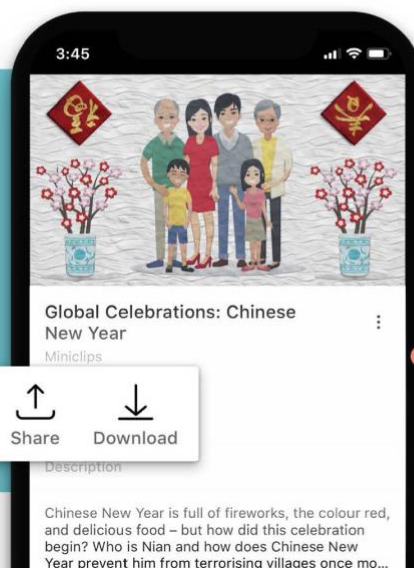 3:45
Global Celebrations: Chinese
New Year
Miniclips
Share Download
Description
Chinese New Year is full of fireworks, the colour red,
and delicious food – but how did this celebration
begin? Who is Nian and how does Chinese New
Year prevent him from terrorising villages once mo...